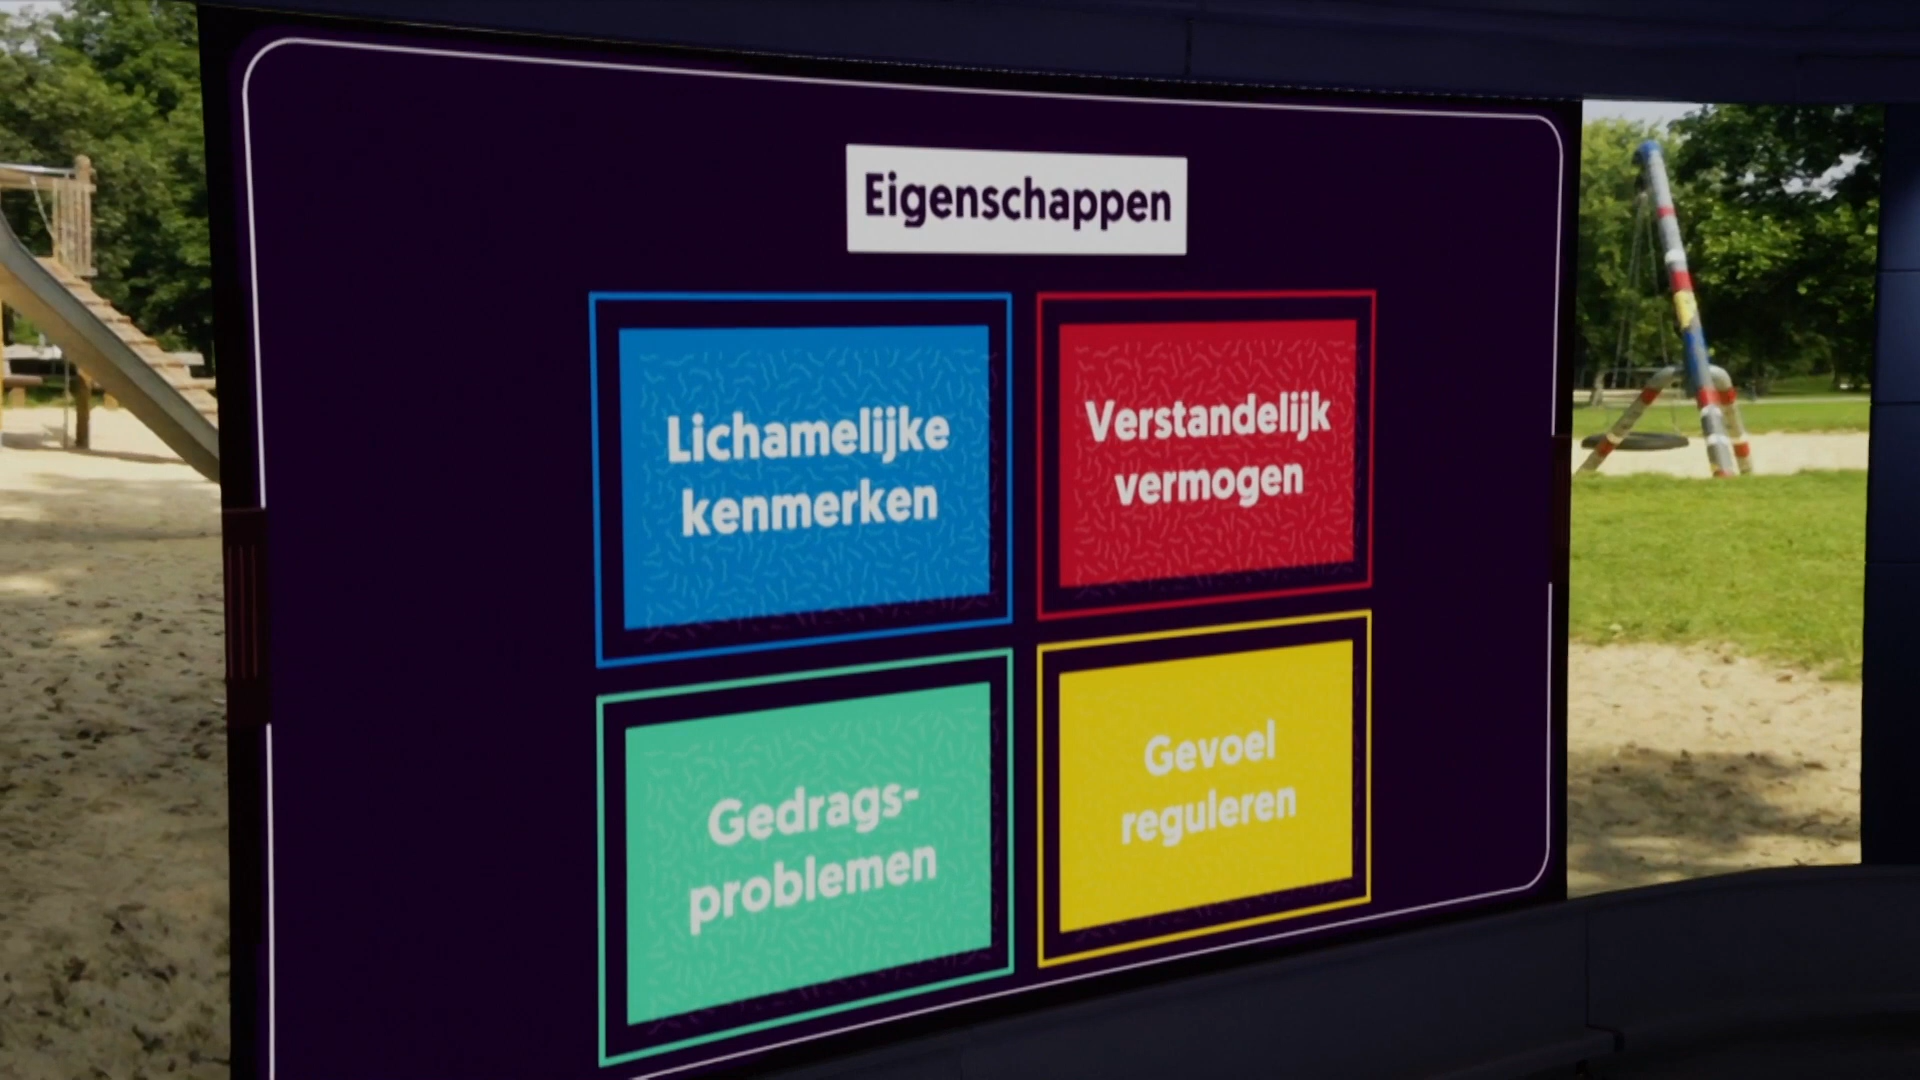 Eigenschappen
Lichamelijke
kenmerken
Verstandelijk
vermogen
Gedrags-
problemen
Gevoel
reguleren